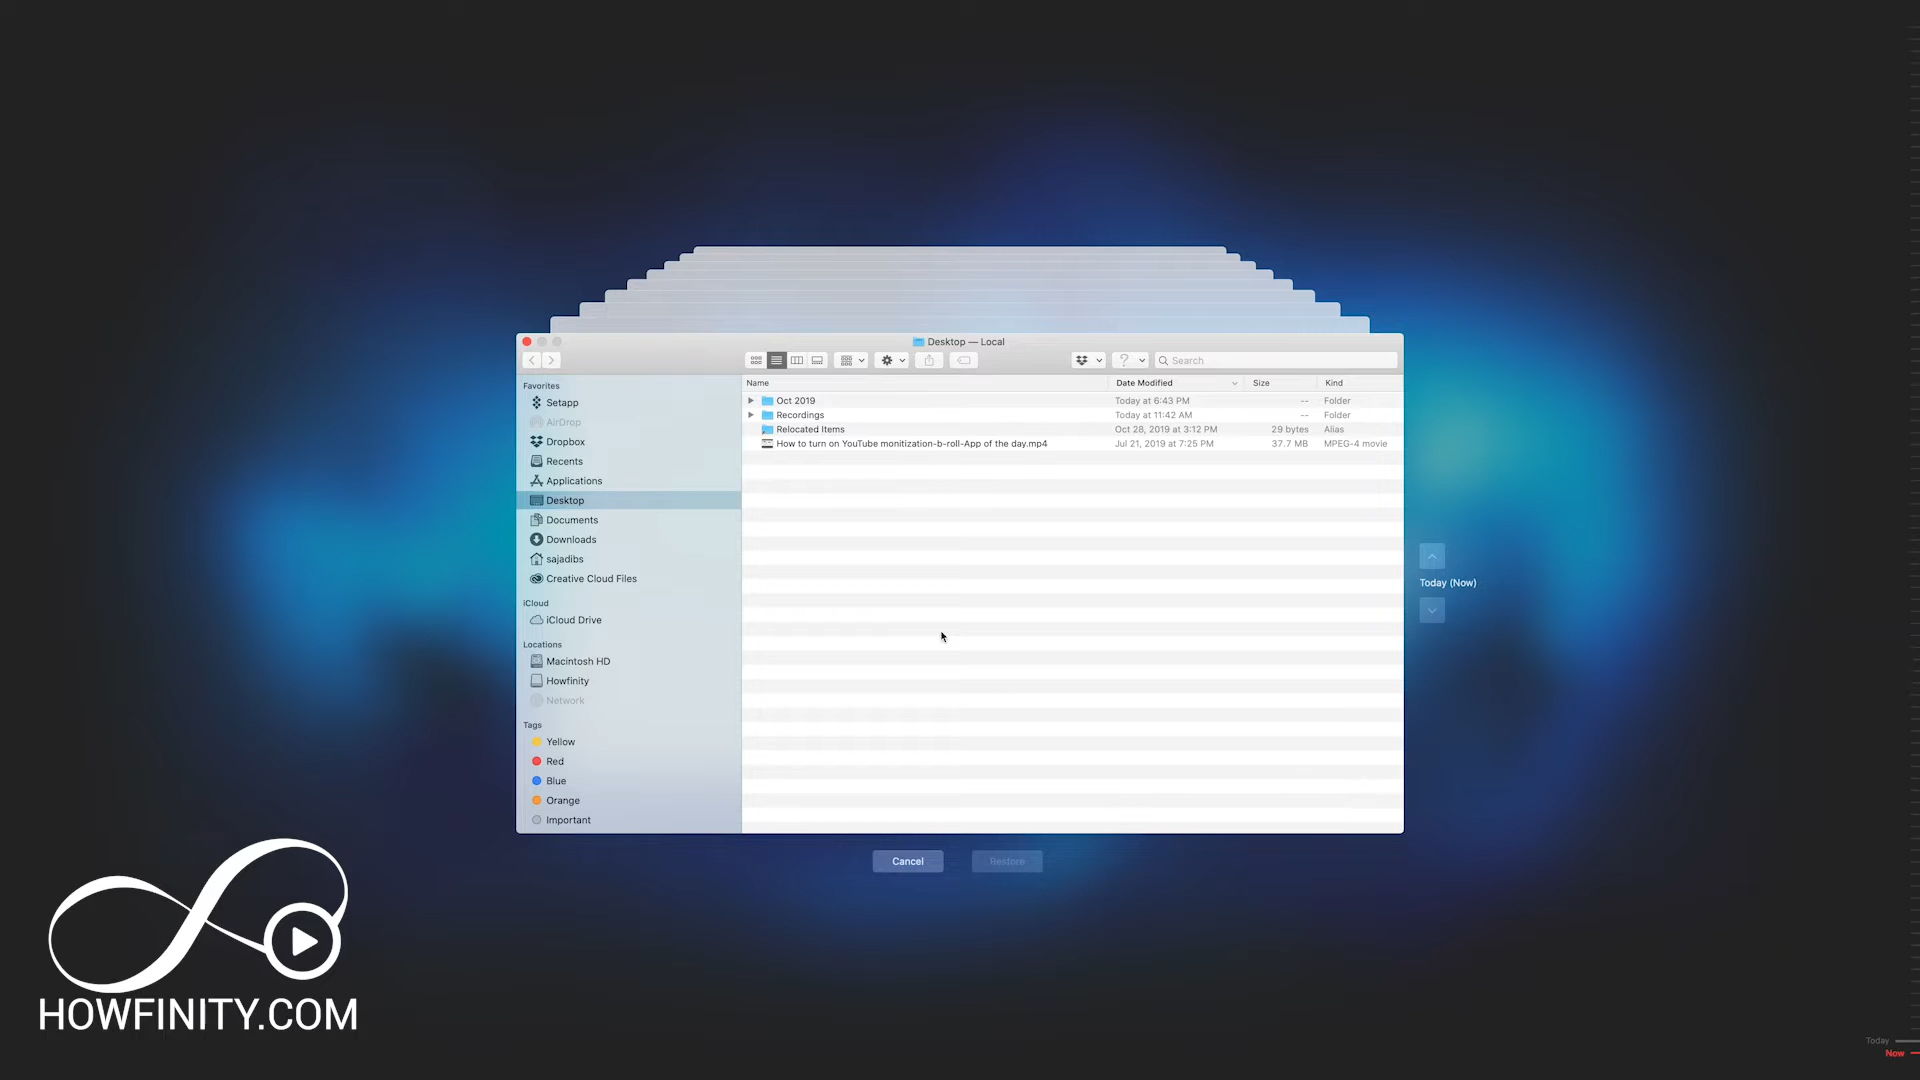 Desktop — Local
? Search
Favorites
Setapp
AirDrop
Dropbox
Recents
Applications
Desktop
Documents
Downloads
sajadibs
Creative Cloud Files
iCloud
iCloud Drive
Locations
Macintosh HD
Howfinity
Network
Tags
Yellow
Red
Blue
Orange
Important
Name Date Modified Size Kind
Oct 2019 Today at 6:43 PM -- Folder
Recordings Today at 11:42 AM -- Folder
Relocated Items Oct 28, 2019 at 3:12 PM 29 bytes Alias
How to turn on YouTube monitization-b-roll-App of the day.mp4 Jul 21, 2019 at 7:25 PM 37.7 MB MPEG-4 movie
Today (Now)
Cancel Restore
HOWFINITY.COM
Today
Now